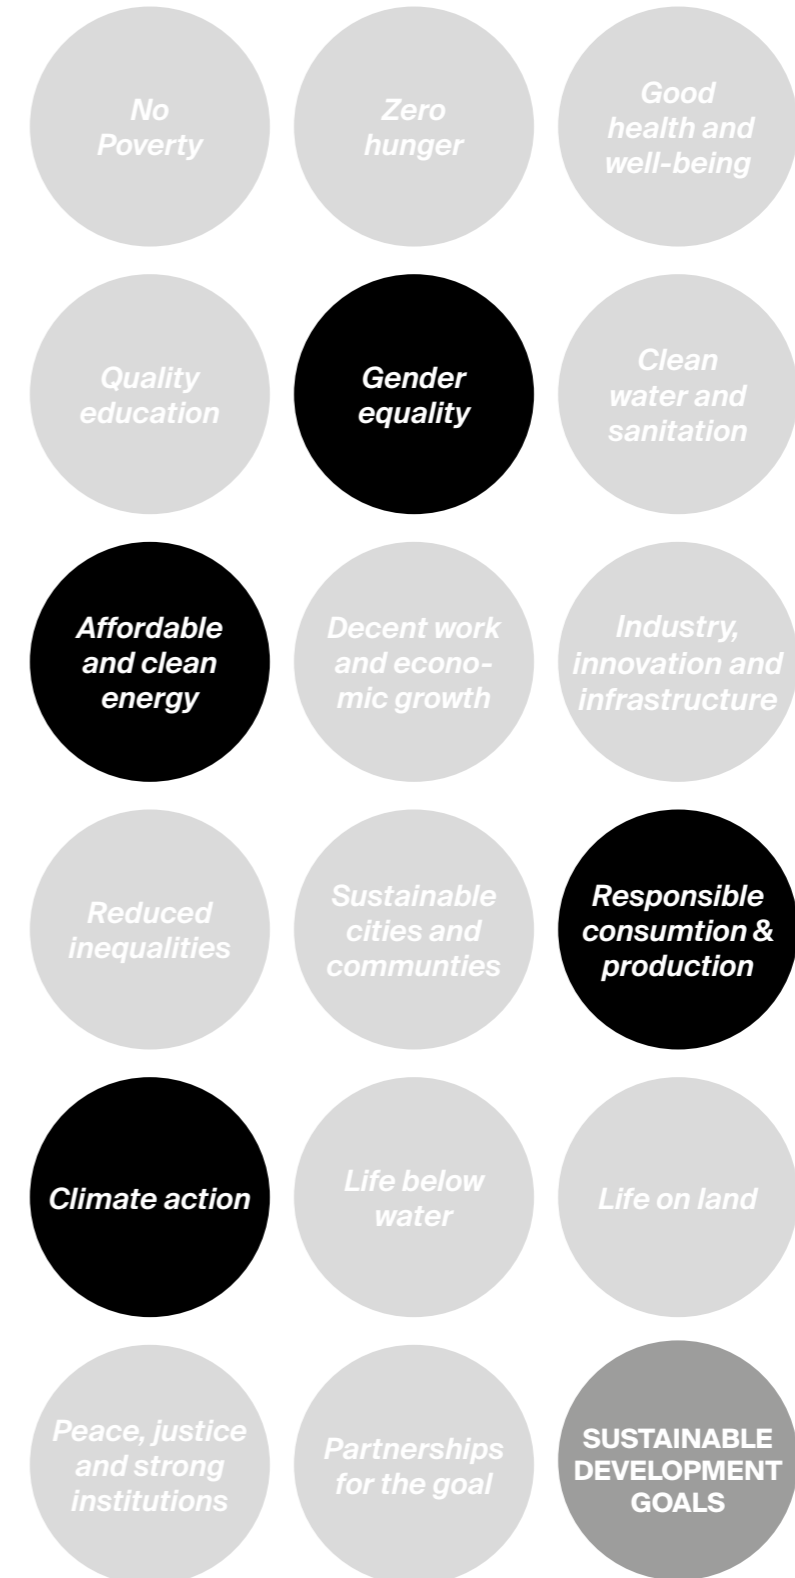 No
Poverty
Zero
hunger
Good
health and
well-being
Quality
education
Gender
equality
Clean
water and
sanitation
Affordable
and clean
energy
Decent work
and econo-
mic growth
Industry,
innovation and
infrastructure
Reduced
inequalities
Sustainable
cities and
communties
Responsible
consumtion &
production
Climate action
Life below
water
Life on land
Peace, justice
and strong
institutions
Partnerships
for the goal
SUSTAINABLE
DEVELOPMENT
GOALS